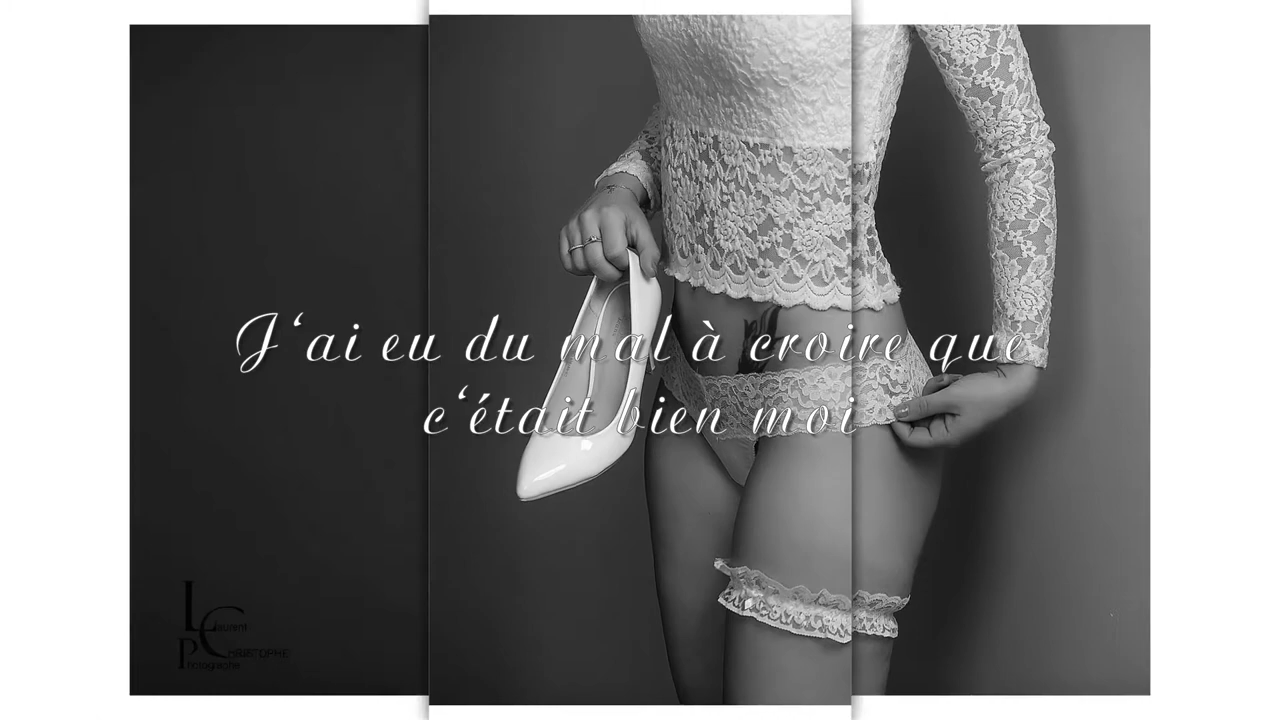 J'ai eu du mal à croire que
c'était bien moi
Laurent
CHRISTOPHE
Photographe